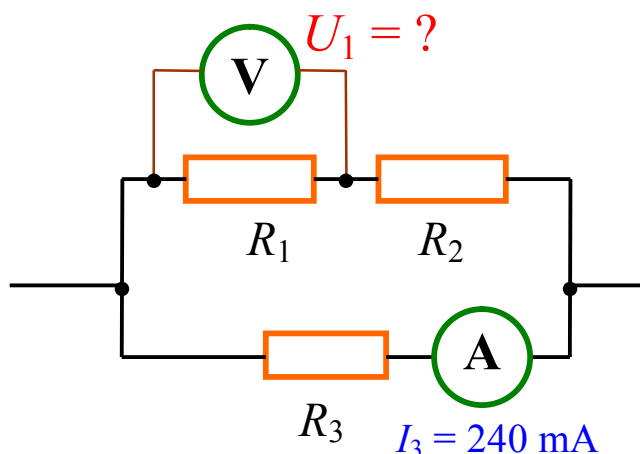 U₁ = ?
V
R₁ R₂
A
R₃
I₃ = 240 mA